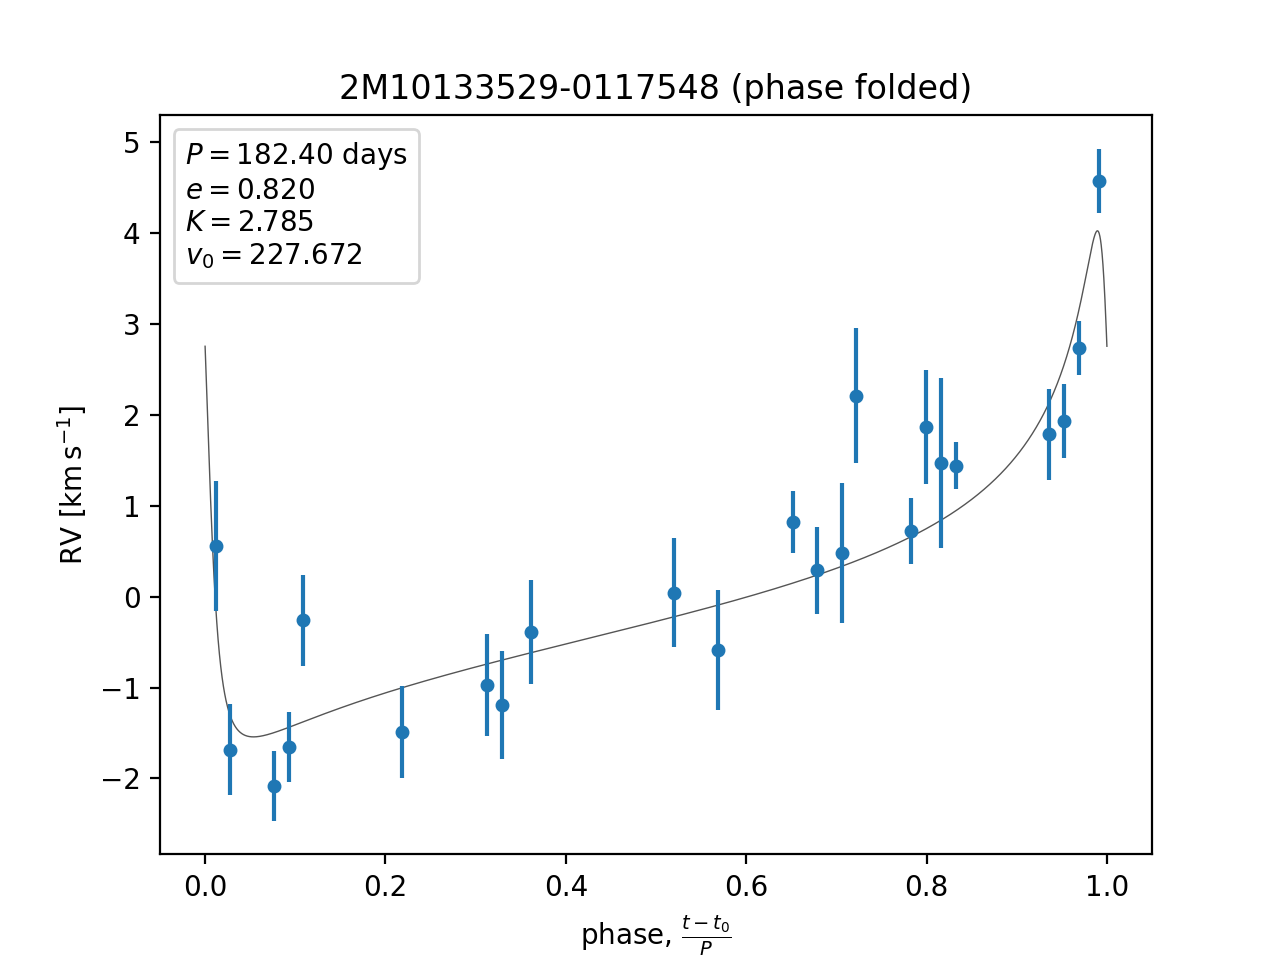 2M10133529-0117548 (phase folded)
P = 182.40 days
e = 0.820
K = 2.785
v₀ = 227.672
RV [km s⁻¹]
5
4
3
2
1
0
−1
−2
0.0 0.2 0.4 0.6 0.8 1.0
phase, (t − t₀)/P